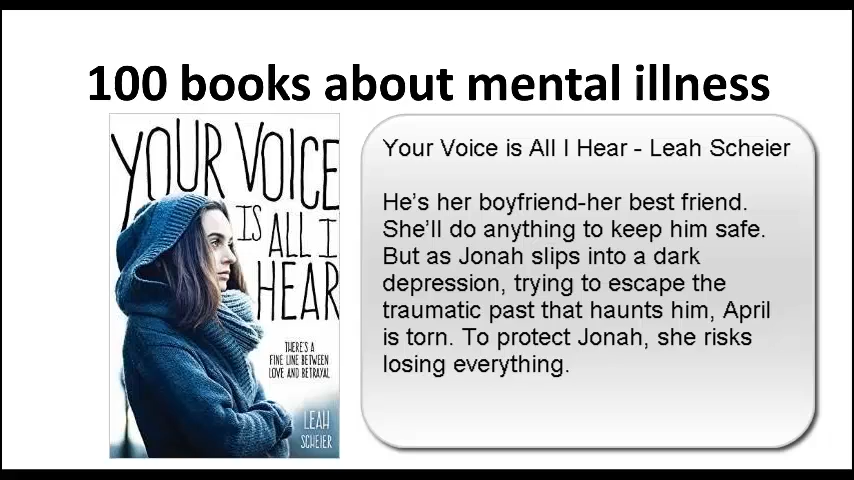 100 books about mental illness
YOUR VOICE
IS ALL I
HEAR
THERE'S A
FINE LINE BETWEEN
LOVE AND BETRAYAL
LEAH
SCHEIER
Your Voice is All I Hear - Leah Scheier
He's her boyfriend-her best friend.
She'll do anything to keep him safe.
But as Jonah slips into a dark
depression, trying to escape the
traumatic past that haunts him, April
is torn. To protect Jonah, she risks
losing everything.